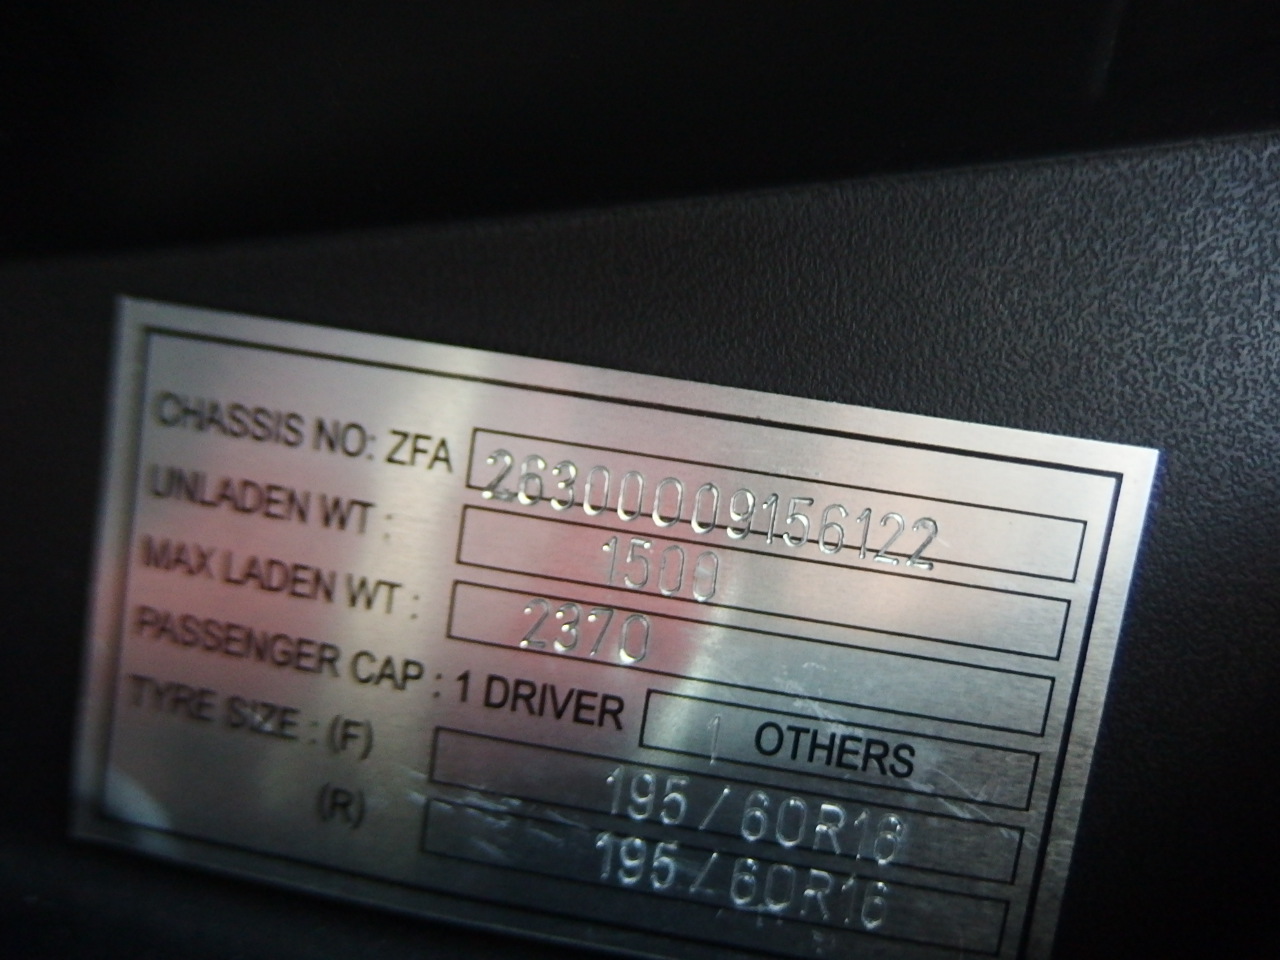 CHASSIS NO: ZFA 26300009156122
UNLADEN WT : 1500
MAX LADEN WT : 2370
PASSENGER CAP : 1 DRIVER 1 OTHERS
TYRE SIZE : (F) 195/60R16
(R) 195/60R16